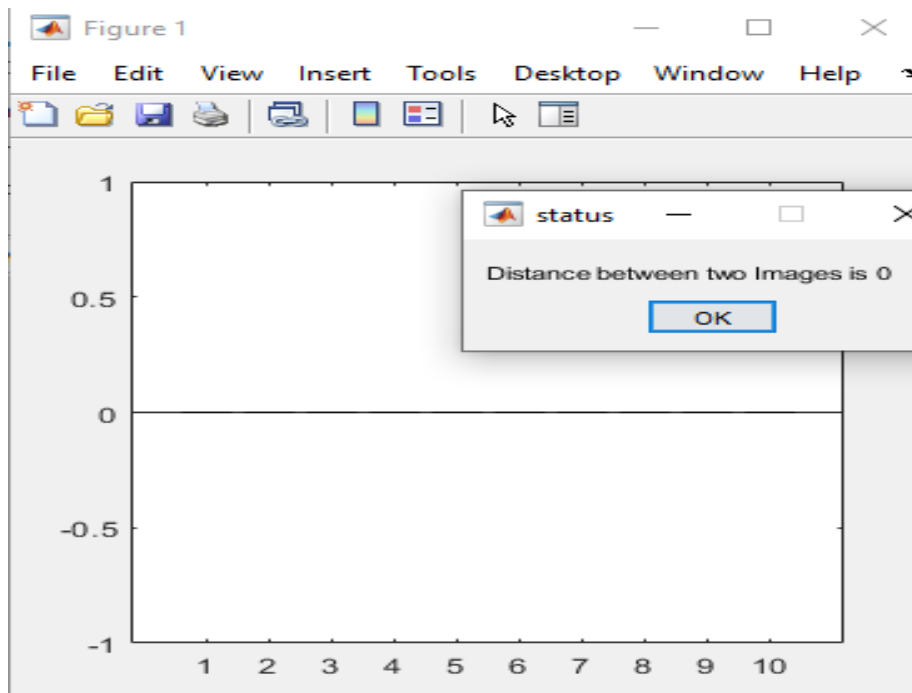 Figure 1
File Edit View Insert Tools Desktop Window Help
1
status
Distance between two Images is 0
0.5
OK
0
-0.5
-1
1 2 3 4 5 6 7 8 9 10